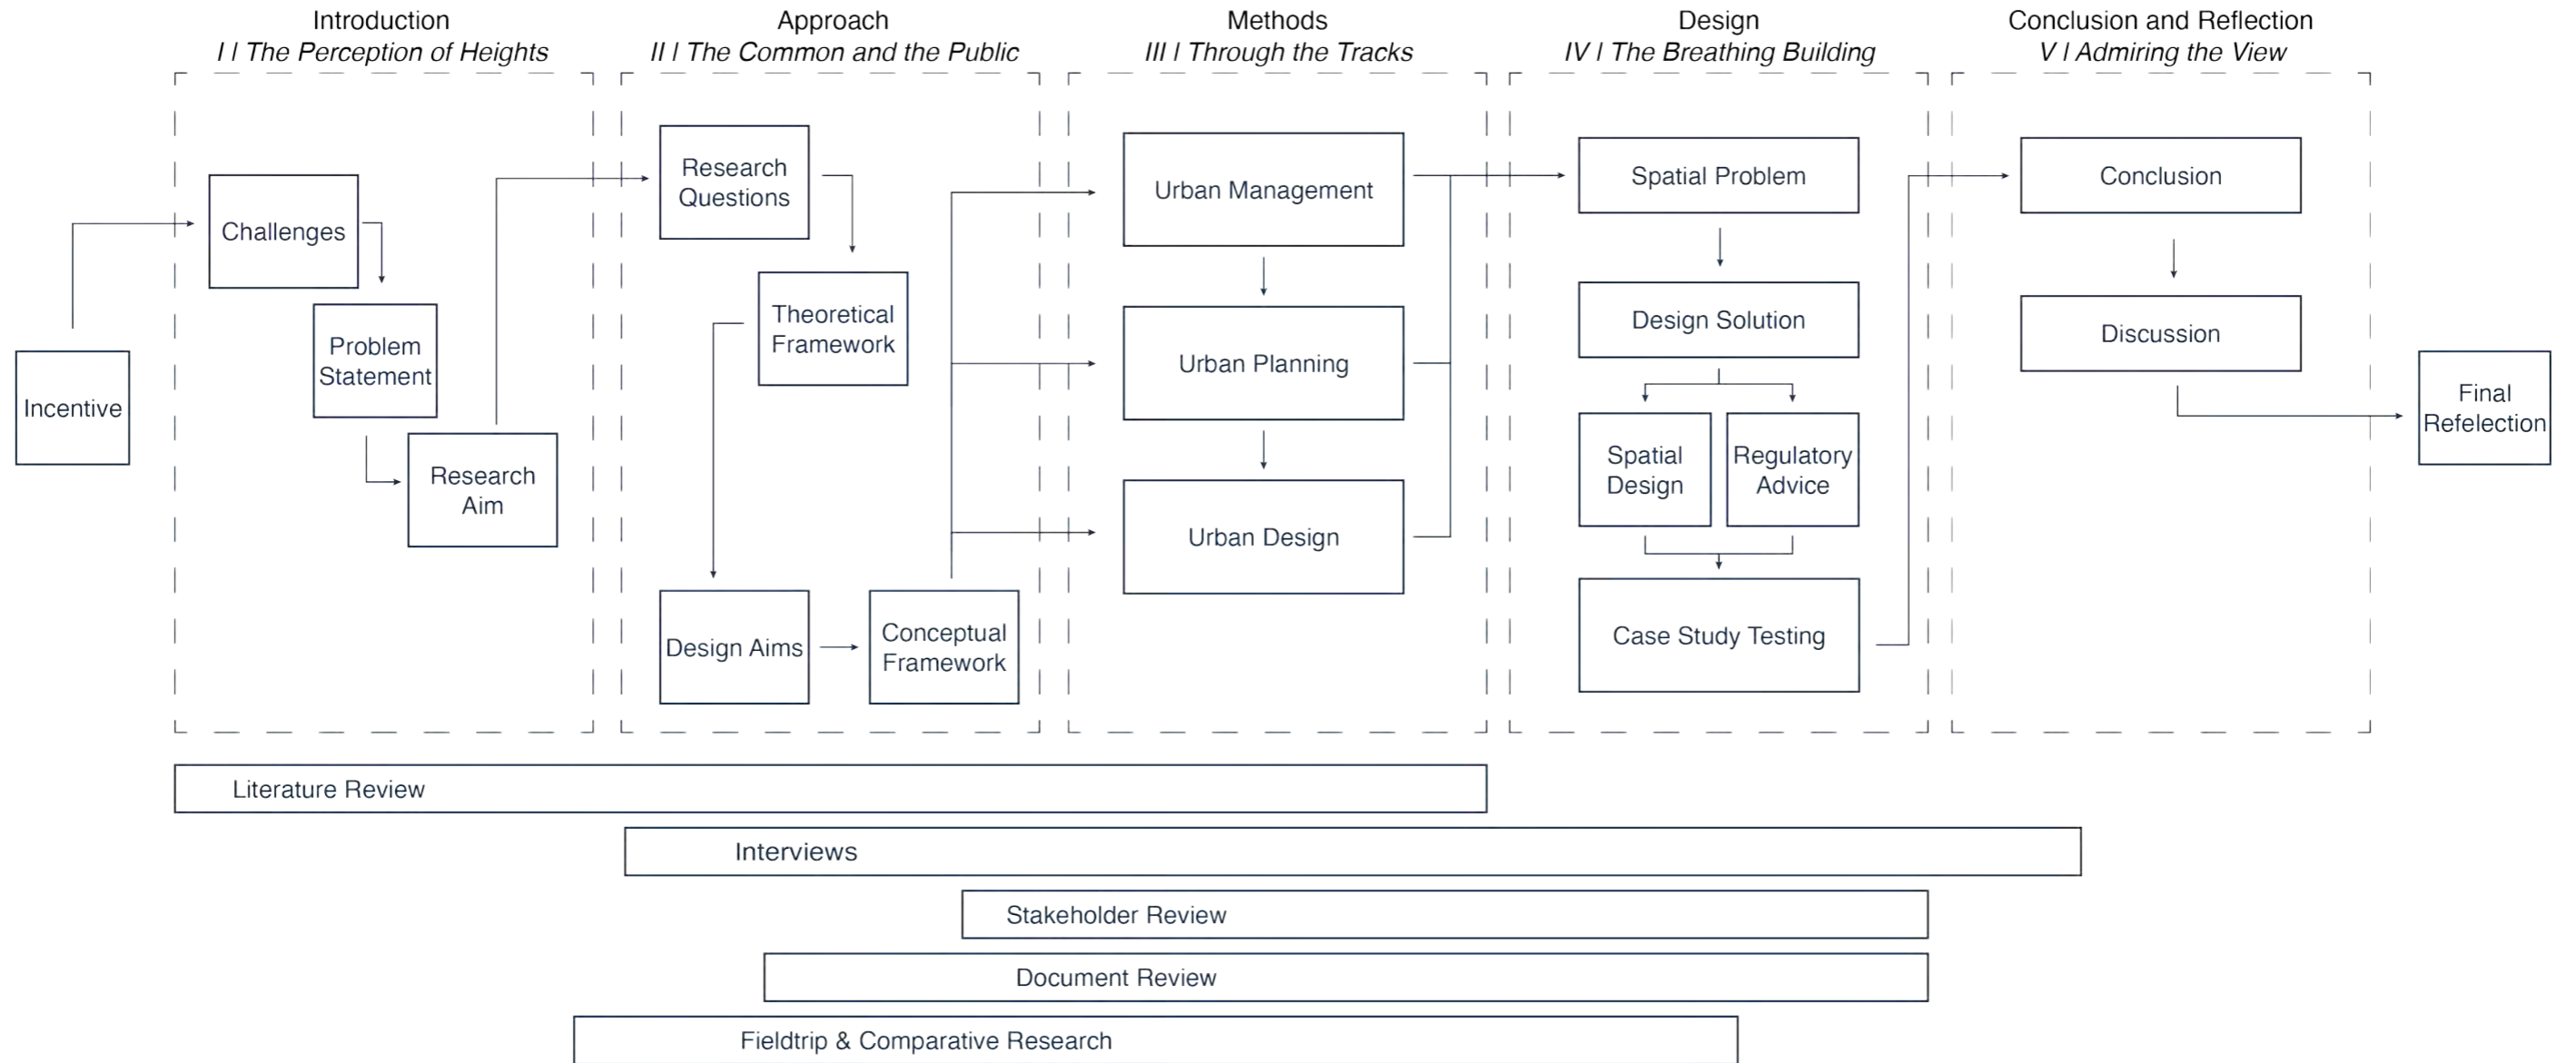 Introduction
I | The Perception of Heights
Approach
II | The Common and the Public
Methods
III | Through the Tracks
Design
IV | The Breathing Building
Conclusion and Reflection
V | Admiring the View
Incentive
Challenges
Problem
Statement
Research
Aim
Research
Questions
Theoretical
Framework
Design Aims
Conceptual
Framework
Urban Management
Urban Planning
Urban Design
Spatial Problem
Design Solution
Spatial
Design
Regulatory
Advice
Case Study Testing
Conclusion
Discussion
Final
Refelection
Literature Review
Interviews
Stakeholder Review
Document Review
Fieldtrip & Comparative Research